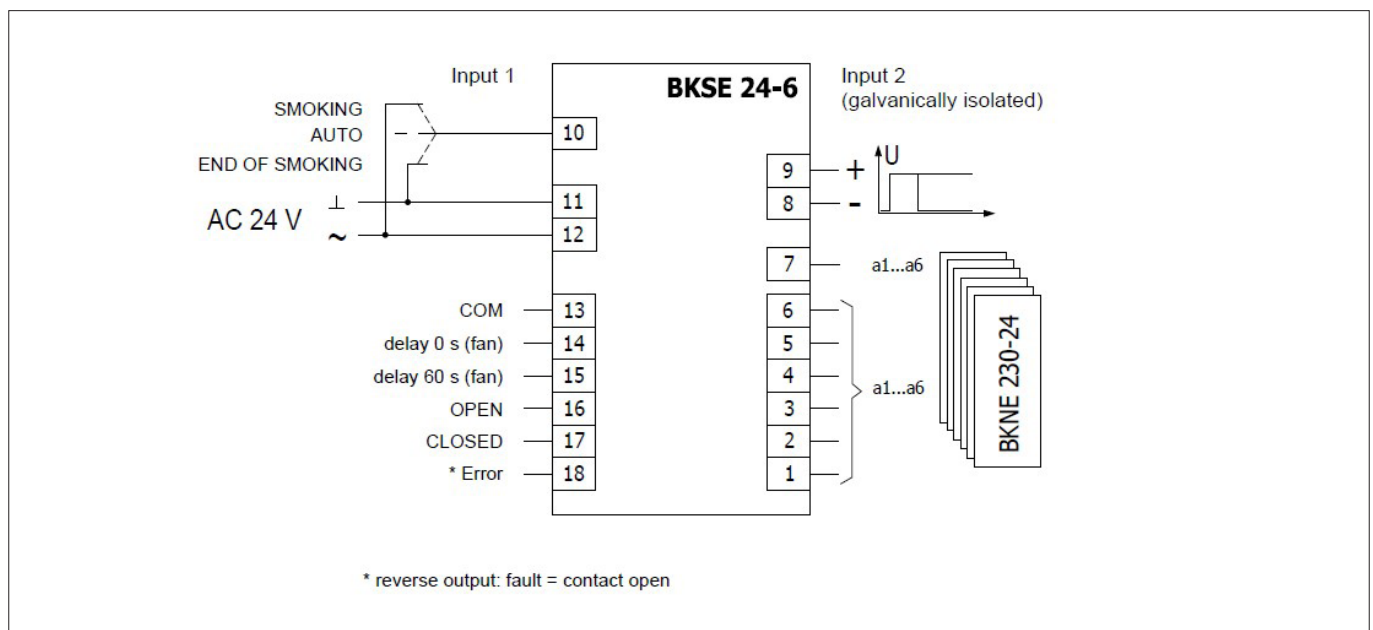 BKSE 24-6
Input 1
SMOKING
AUTO
END OF SMOKING
AC 24 V
⊥
~
10
11
12
COM
13
delay 0 s (fan)
14
delay 60 s (fan)
15
OPEN
16
CLOSED
17
* Error
18
Input 2
(galvanically isolated)
9 +
8 -
U
7 a1...a6
6
5
4
3
2
1
a1...a6
BKNE 230-24
* reverse output: fault = contact open